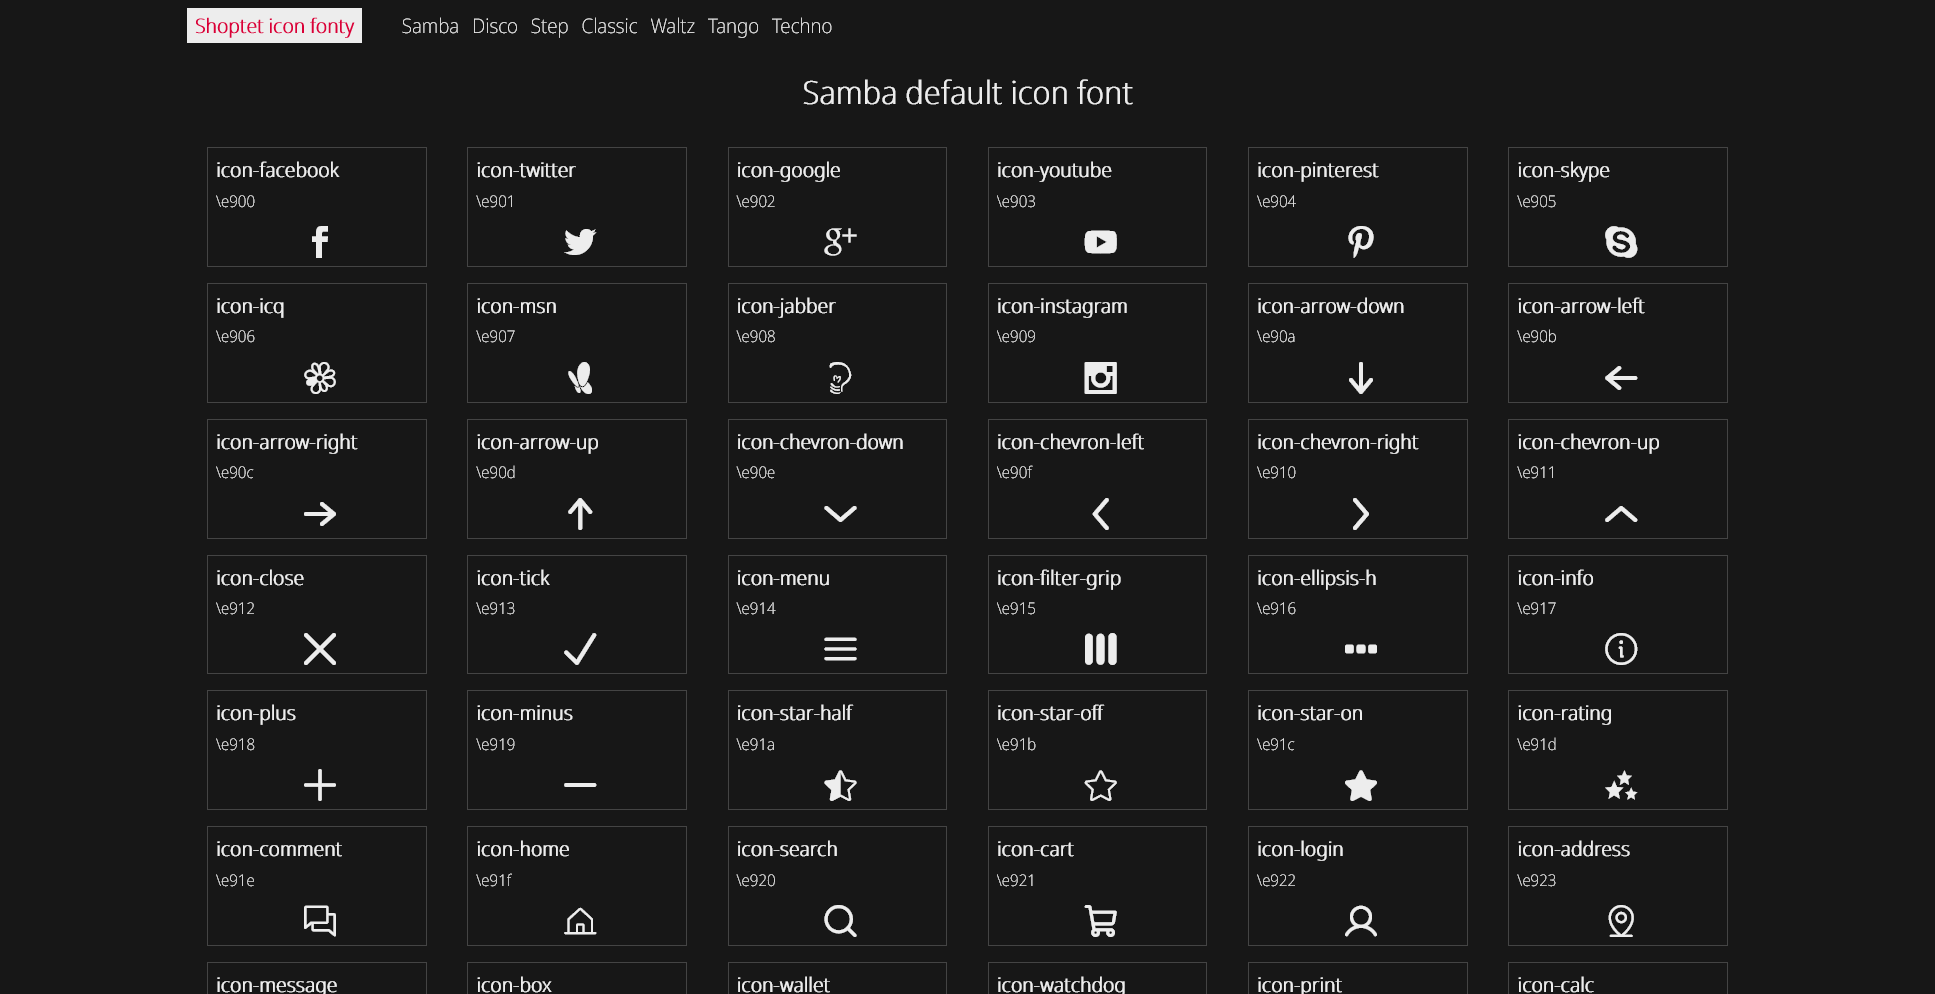 Shoptet icon fonty Samba Disco Step Classic Waltz Tango Techno
Samba default icon font
icon-facebook icon-twitter icon-google icon-youtube icon-pinterest icon-skype
\e900 \e901 \e902 \e903 \e904 \e905
icon-icq icon-msn icon-jabber icon-instagram icon-arrow-down icon-arrow-left
\e906 \e907 \e908 \e909 \e90a \e90b
icon-arrow-right icon-arrow-up icon-chevron-down icon-chevron-left icon-chevron-right icon-chevron-up
\e90c \e90d \e90e \e90f \e910 \e911
icon-close icon-tick icon-menu icon-filter-grip icon-ellipsis-h icon-info
\e912 \e913 \e914 \e915 \e916 \e917
icon-plus icon-minus icon-star-half icon-star-off icon-star-on icon-rating
\e918 \e919 \e91a \e91b \e91c \e91d
icon-comment icon-home icon-search icon-cart icon-login icon-address
\e91e \e91f \e920 \e921 \e922 \e923
icon-message icon-box icon-wallet icon-watchdog icon-print icon-calc